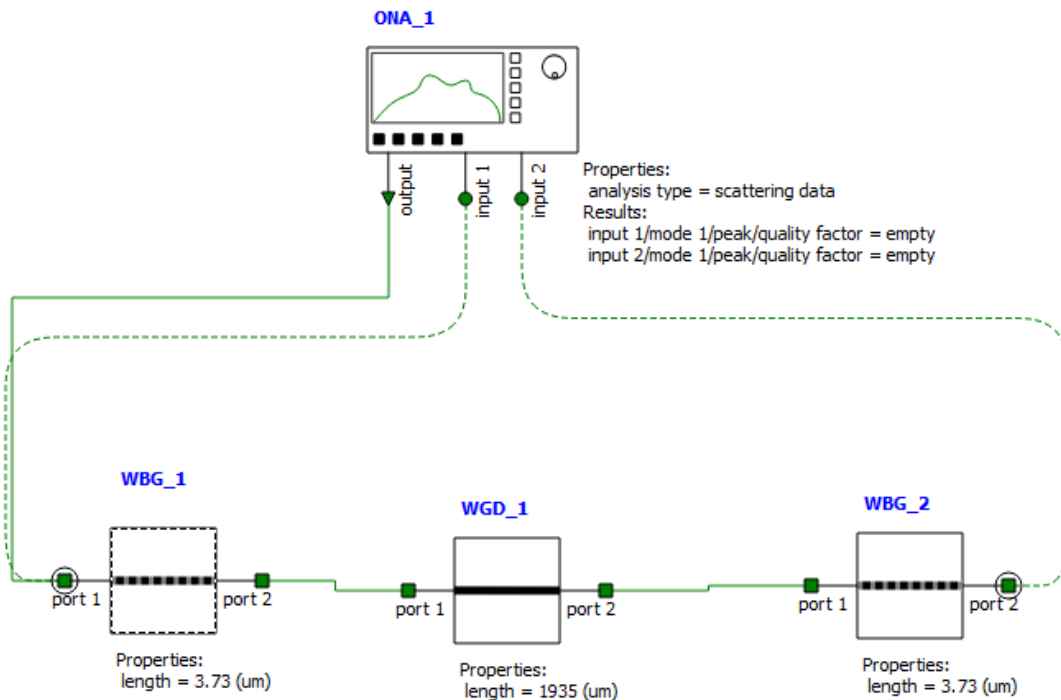 ONA_1
output
input 1
input 2
Properties:
analysis type = scattering data
Results:
input 1/mode 1/peak/quality factor = empty
input 2/mode 1/peak/quality factor = empty
WBG_1
port 1
port 2
Properties:
length = 3.73 (um)
WGD_1
port 1
port 2
Properties:
length = 1935 (um)
WBG_2
port 1
port 2
Properties:
length = 3.73 (um)